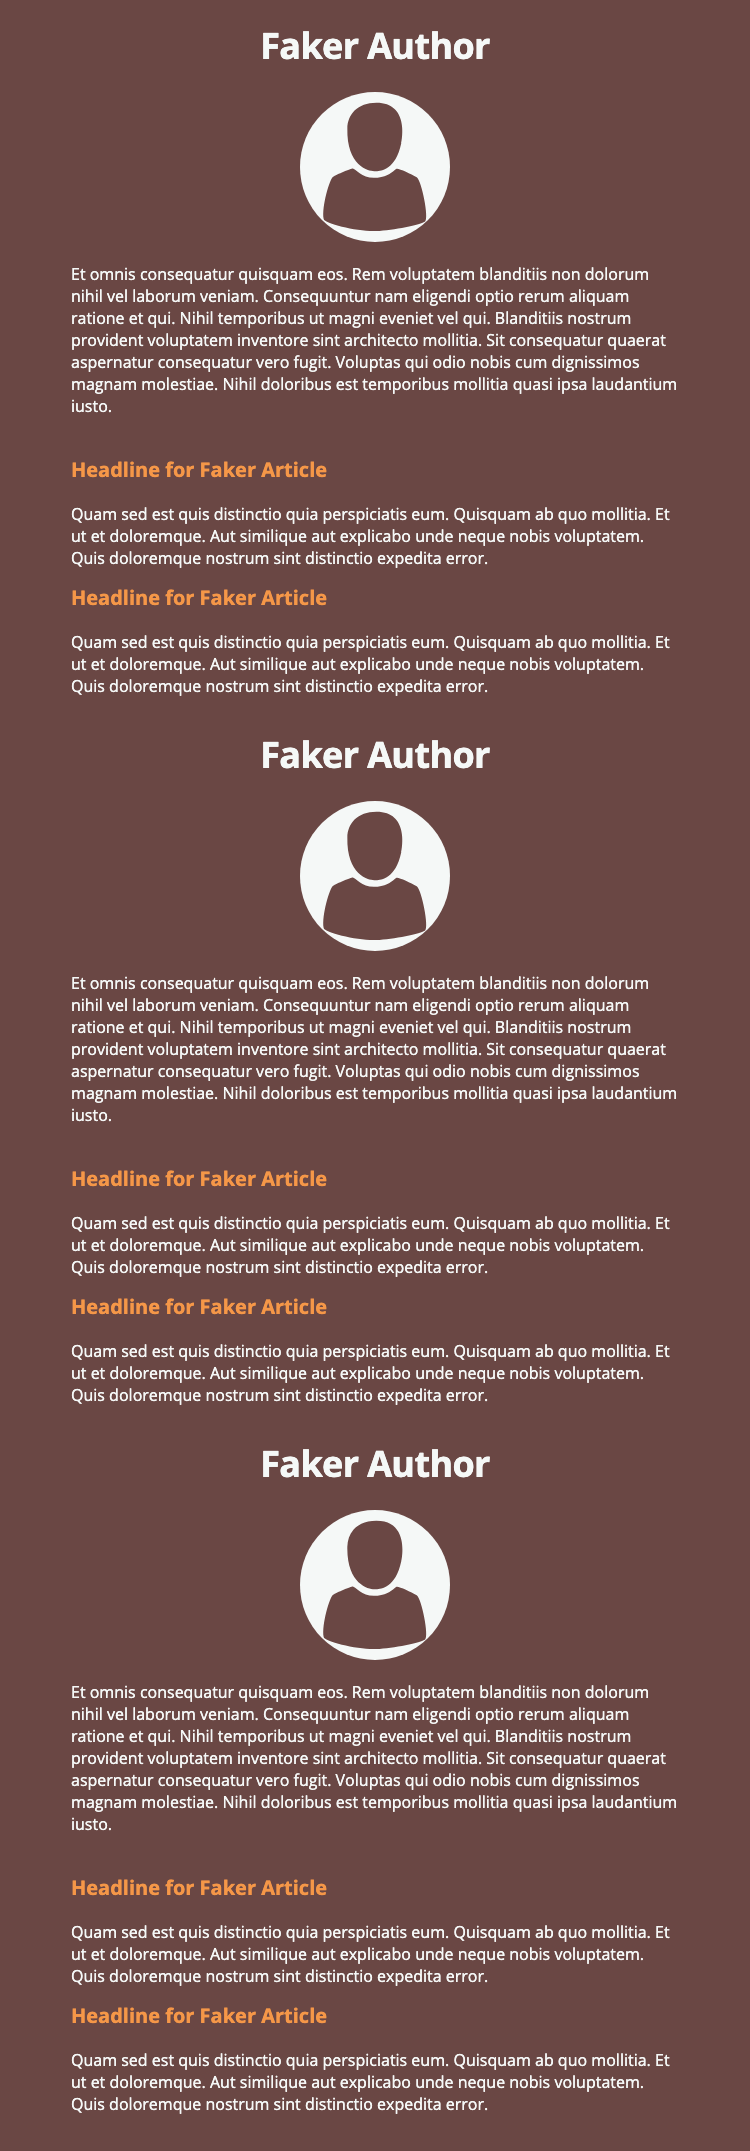 Faker Author
Et omnis consequatur quisquam eos. Rem voluptatem blanditiis non dolorum
nihil vel laborum veniam. Consequuntur nam eligendi optio rerum aliquam
ratione et qui. Nihil temporibus ut magni eveniet vel qui. Blanditiis nostrum
provident voluptatem inventore sint architecto mollitia. Sit consequatur quaerat
aspernatur consequatur vero fugit. Voluptas qui odio nobis cum dignissimos
magnam molestiae. Nihil doloribus est temporibus mollitia quasi ipsa laudantium
iusto.
Headline for Faker Article
Quam sed est quis distinctio quia perspiciatis eum. Quisquam ab quo mollitia. Et
ut et doloremque. Aut similique aut explicabo unde neque nobis voluptatem.
Quis doloremque nostrum sint distinctio expedita error.
Headline for Faker Article
Quam sed est quis distinctio quia perspiciatis eum. Quisquam ab quo mollitia. Et
ut et doloremque. Aut similique aut explicabo unde neque nobis voluptatem.
Quis doloremque nostrum sint distinctio expedita error.
Faker Author
Et omnis consequatur quisquam eos. Rem voluptatem blanditiis non dolorum
nihil vel laborum veniam. Consequuntur nam eligendi optio rerum aliquam
ratione et qui. Nihil temporibus ut magni eveniet vel qui. Blanditiis nostrum
provident voluptatem inventore sint architecto mollitia. Sit consequatur quaerat
aspernatur consequatur vero fugit. Voluptas qui odio nobis cum dignissimos
magnam molestiae. Nihil doloribus est temporibus mollitia quasi ipsa laudantium
iusto.
Headline for Faker Article
Quam sed est quis distinctio quia perspiciatis eum. Quisquam ab quo mollitia. Et
ut et doloremque. Aut similique aut explicabo unde neque nobis voluptatem.
Quis doloremque nostrum sint distinctio expedita error.
Headline for Faker Article
Quam sed est quis distinctio quia perspiciatis eum. Quisquam ab quo mollitia. Et
ut et doloremque. Aut similique aut explicabo unde neque nobis voluptatem.
Quis doloremque nostrum sint distinctio expedita error.
Faker Author
Et omnis consequatur quisquam eos. Rem voluptatem blanditiis non dolorum
nihil vel laborum veniam. Consequuntur nam eligendi optio rerum aliquam
ratione et qui. Nihil temporibus ut magni eveniet vel qui. Blanditiis nostrum
provident voluptatem inventore sint architecto mollitia. Sit consequatur quaerat
aspernatur consequatur vero fugit. Voluptas qui odio nobis cum dignissimos
magnam molestiae. Nihil doloribus est temporibus mollitia quasi ipsa laudantium
iusto.
Headline for Faker Article
Quam sed est quis distinctio quia perspiciatis eum. Quisquam ab quo mollitia. Et
ut et doloremque. Aut similique aut explicabo unde neque nobis voluptatem.
Quis doloremque nostrum sint distinctio expedita error.
Headline for Faker Article
Quam sed est quis distinctio quia perspiciatis eum. Quisquam ab quo mollitia. Et
ut et doloremque. Aut similique aut explicabo unde neque nobis voluptatem.
Quis doloremque nostrum sint distinctio expedita error.